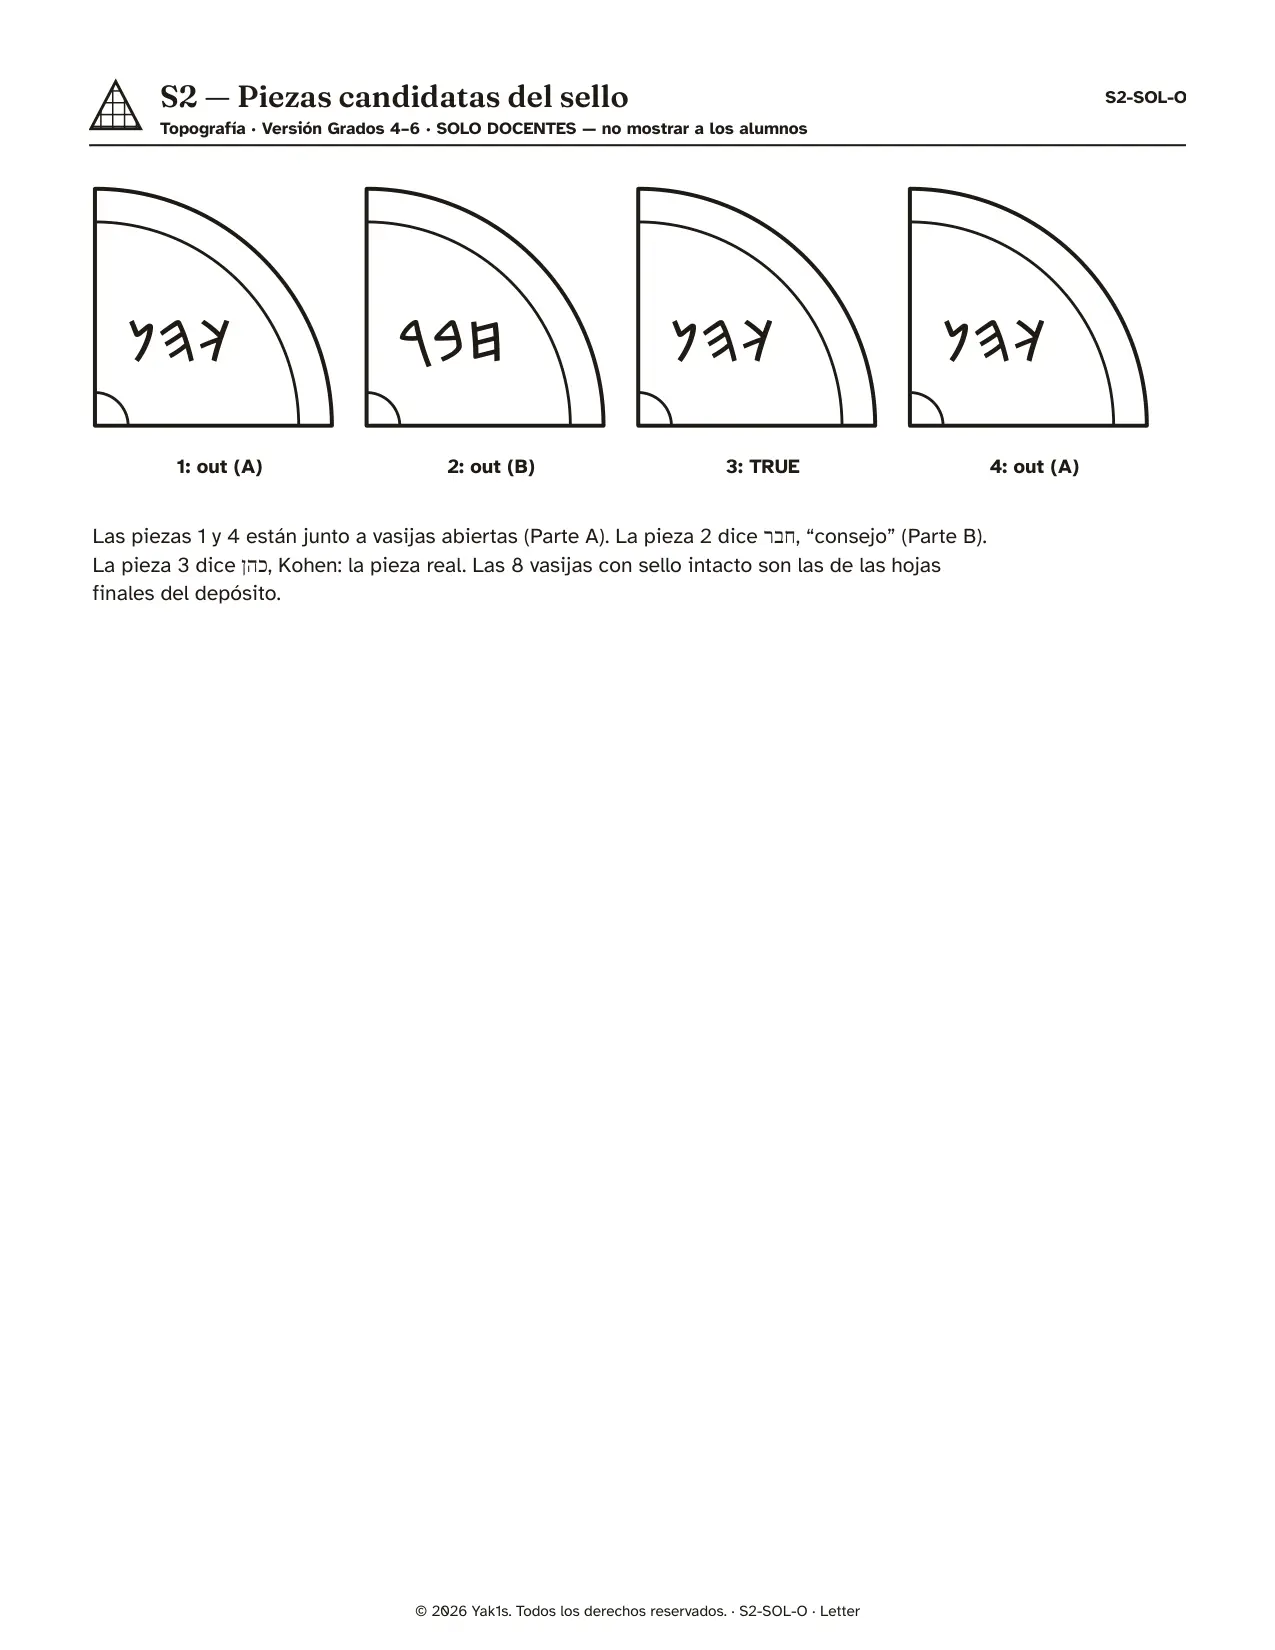 S2 — Piezas candidatas del sello
S2-SOL-O
Topografía · Versión Grados 4–6 · SOLO DOCENTES — no mostrar a los alumnos
𐤊𐤄𐤍 𐤇𐤁𐤓 𐤊𐤄𐤍 𐤊𐤄𐤍
1: out (A) 2: out (B) 3: TRUE 4: out (A)
Las piezas 1 y 4 están junto a vasijas abiertas (Parte A). La pieza 2 dice חבר, “consejo” (Parte B).
La pieza 3 dice כהן, Kohen: la pieza real. Las 8 vasijas con sello intacto son las de las hojas
finales del depósito.
© 2026 Yak1s. Todos los derechos reservados. · S2-SOL-O · Letter